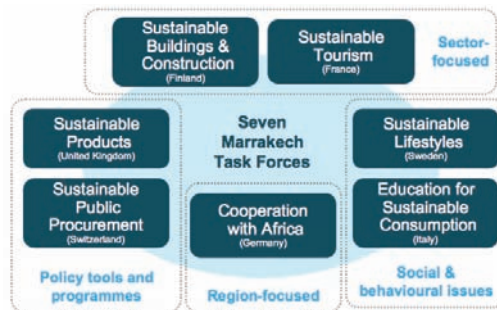 Sustainable
Buildings &
Construction
(Finland)
Sustainable
Tourism
(France)
Sector-
focused
Sustainable
Products
(United Kingdom)
Sustainable
Public
Procurement
(Switzerland)
Policy tools and
programmes
Seven
Marrakech
Task Forces
Cooperation
with Africa
(Germany)
Region-focused
Sustainable
Lifestyles
(Sweden)
Education for
Sustainable
Consumption
(Italy)
Social &
behavioural issues